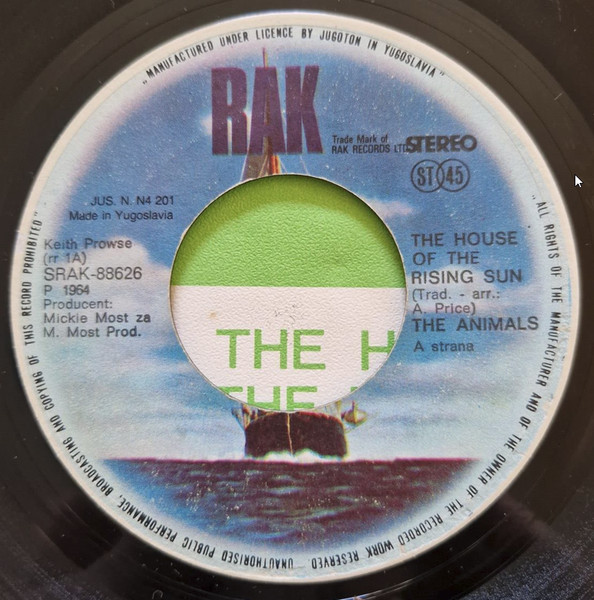 „MANUFACTURED UNDER LICENCE BY JUGOTON IN YUGOSLAVIA”
RAK
Trade Mark of
RAK RECORDS LTD.
STEREO
ST 45
JUS. N. N4 201
Made in Yugoslavia
Keith Prowse
(rr 1A)
SRAK-88626
P 1964
Producent:
Mickie Most za
M. Most Prod.
THE HOUSE
OF THE
RISING SUN
(Trad. - arr.:
A. Price)
THE ANIMALS
A strana
THE H
THE
„ALL RIGHTS OF THE MANUFACTURER AND OF THE OWNER OF THE RECORDED WORK RESERVED - UNAUTHORISED PUBLIC PERFORMANCE, BROADCASTING AND COPYING OF THIS RECORD PROHIBITED”